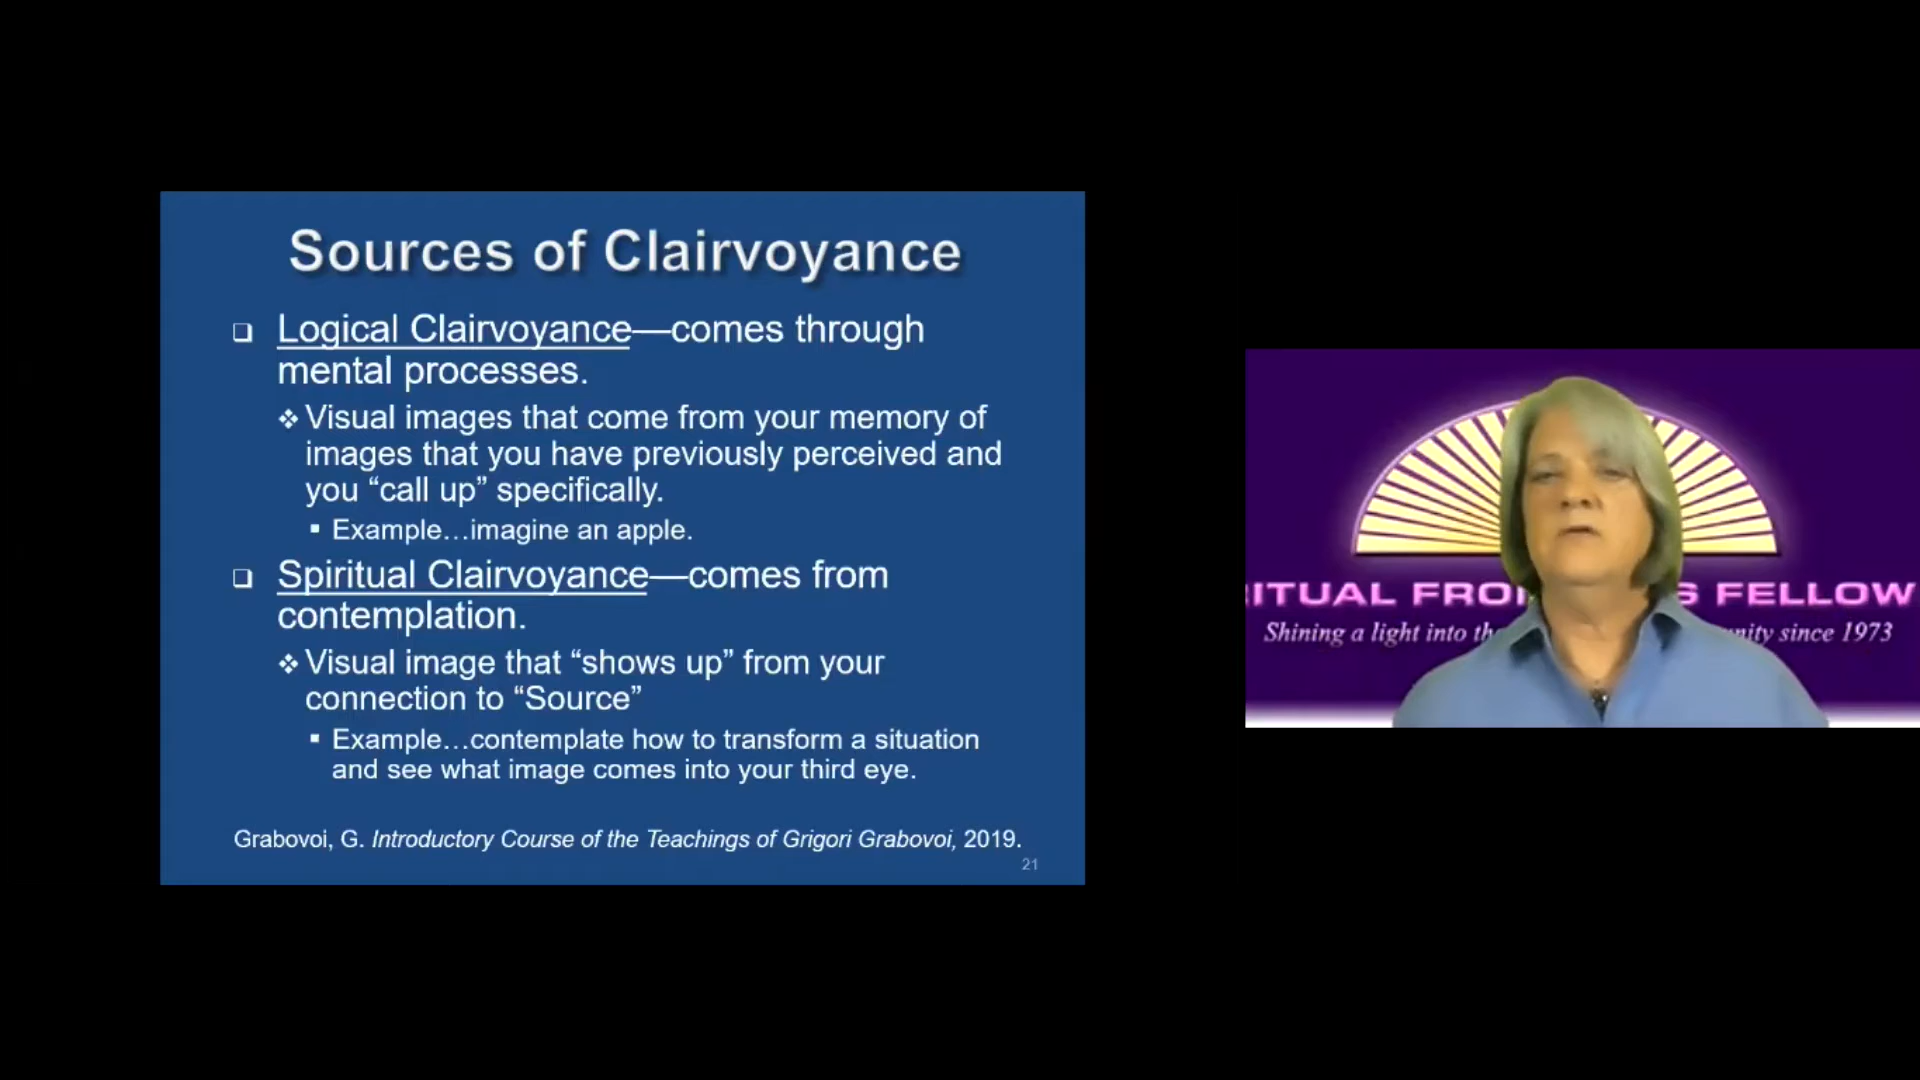 Sources of Clairvoyance
❑ Logical Clairvoyance—comes through
mental processes.
❖ Visual images that come from your memory of
images that you have previously perceived and
you “call up” specifically.
▪ Example…imagine an apple.
❑ Spiritual Clairvoyance—comes from
contemplation.
❖ Visual image that “shows up” from your
connection to “Source”
▪ Example…contemplate how to transform a situation
and see what image comes into your third eye.
Grabovoi, G. Introductory Course of the Teachings of Grigori Grabovoi, 2019.
21
ITUAL FRO S FELLOW
Shining a light into th nity since 1973